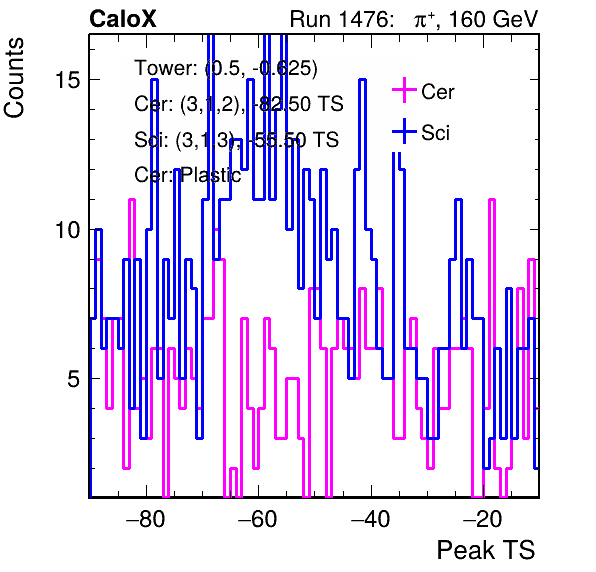 CaloX Run 1476: π⁺, 160 GeV
Counts
Tower: (0.5, -0.625)
Cer: (3,1,2), -82.50 TS
Sci: (3,1,3), -55.50 TS
Cer: Plastic
Cer
Sci
15
10
5
−80 −60 −40 −20
Peak TS